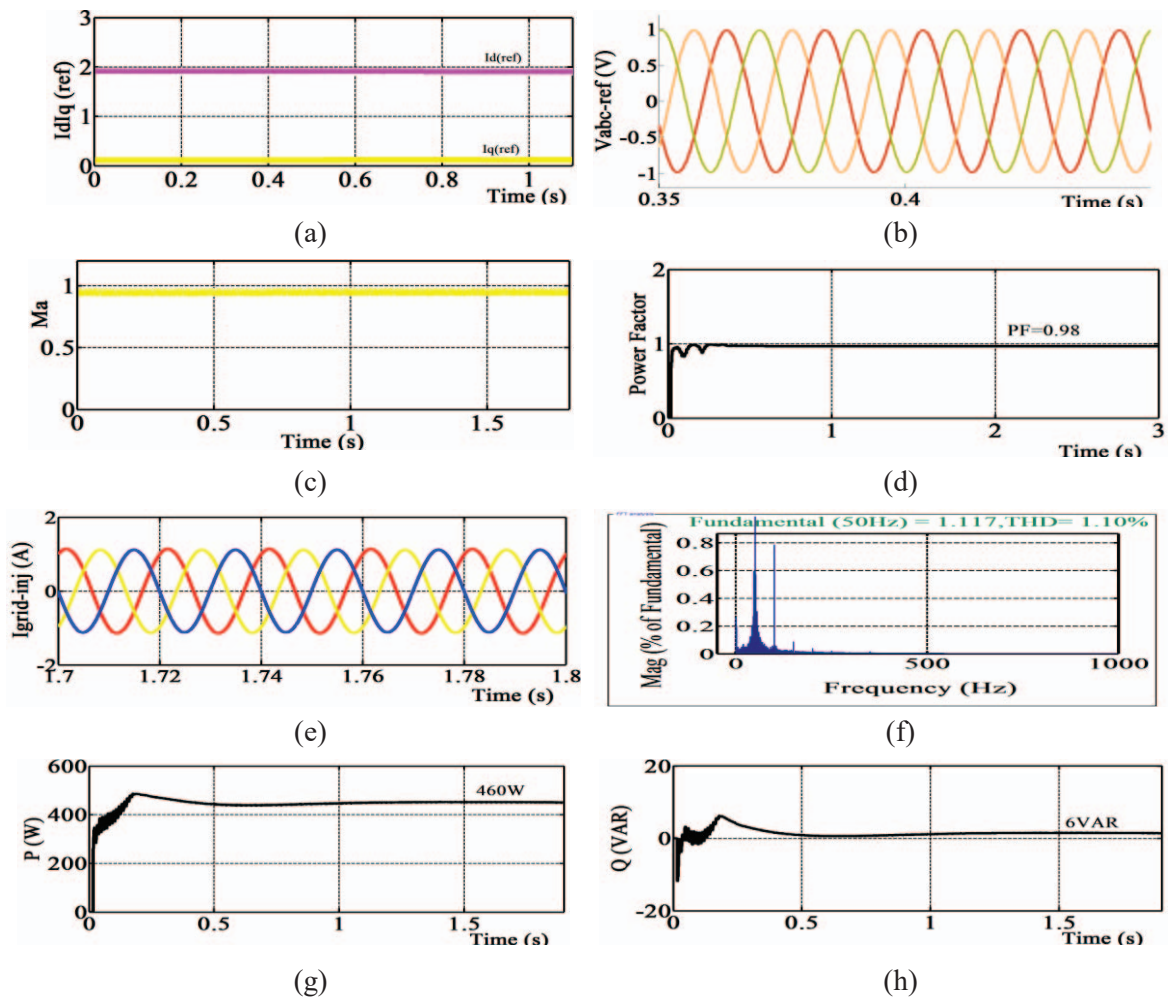 3
2
1
0
IdIq (ref)
Id(ref)
Iq(ref)
0 0.2 0.4 0.6 0.8 1
Time (s)
(a)
1
0.5
0
-0.5
-1
Vabc-ref (V)
0.35 0.4
Time (s)
(b)
1
0.5
0
Ma
0 0.5 1 1.5
Time (s)
(c)
2
1
0
Power Factor
PF=0.98
0 1 2 3
Time (s)
(d)
2
0
-2
Igrid-inj (A)
1.7 1.72 1.74 1.76 1.78 1.8
Time (s)
(e)
Fundamental (50Hz) = 1.117,THD= 1.10%
0.8
0.6
0.4
0.2
0
Mag (% of Fundamental)
0 500 1000
Frequency (Hz)
(f)
600
400
200
0
P (W)
460W
0 0.5 1 1.5
Time (s)
(g)
20
0
-20
Q (VAR)
6VAR
0 0.5 1 1.5
Time (s)
(h)